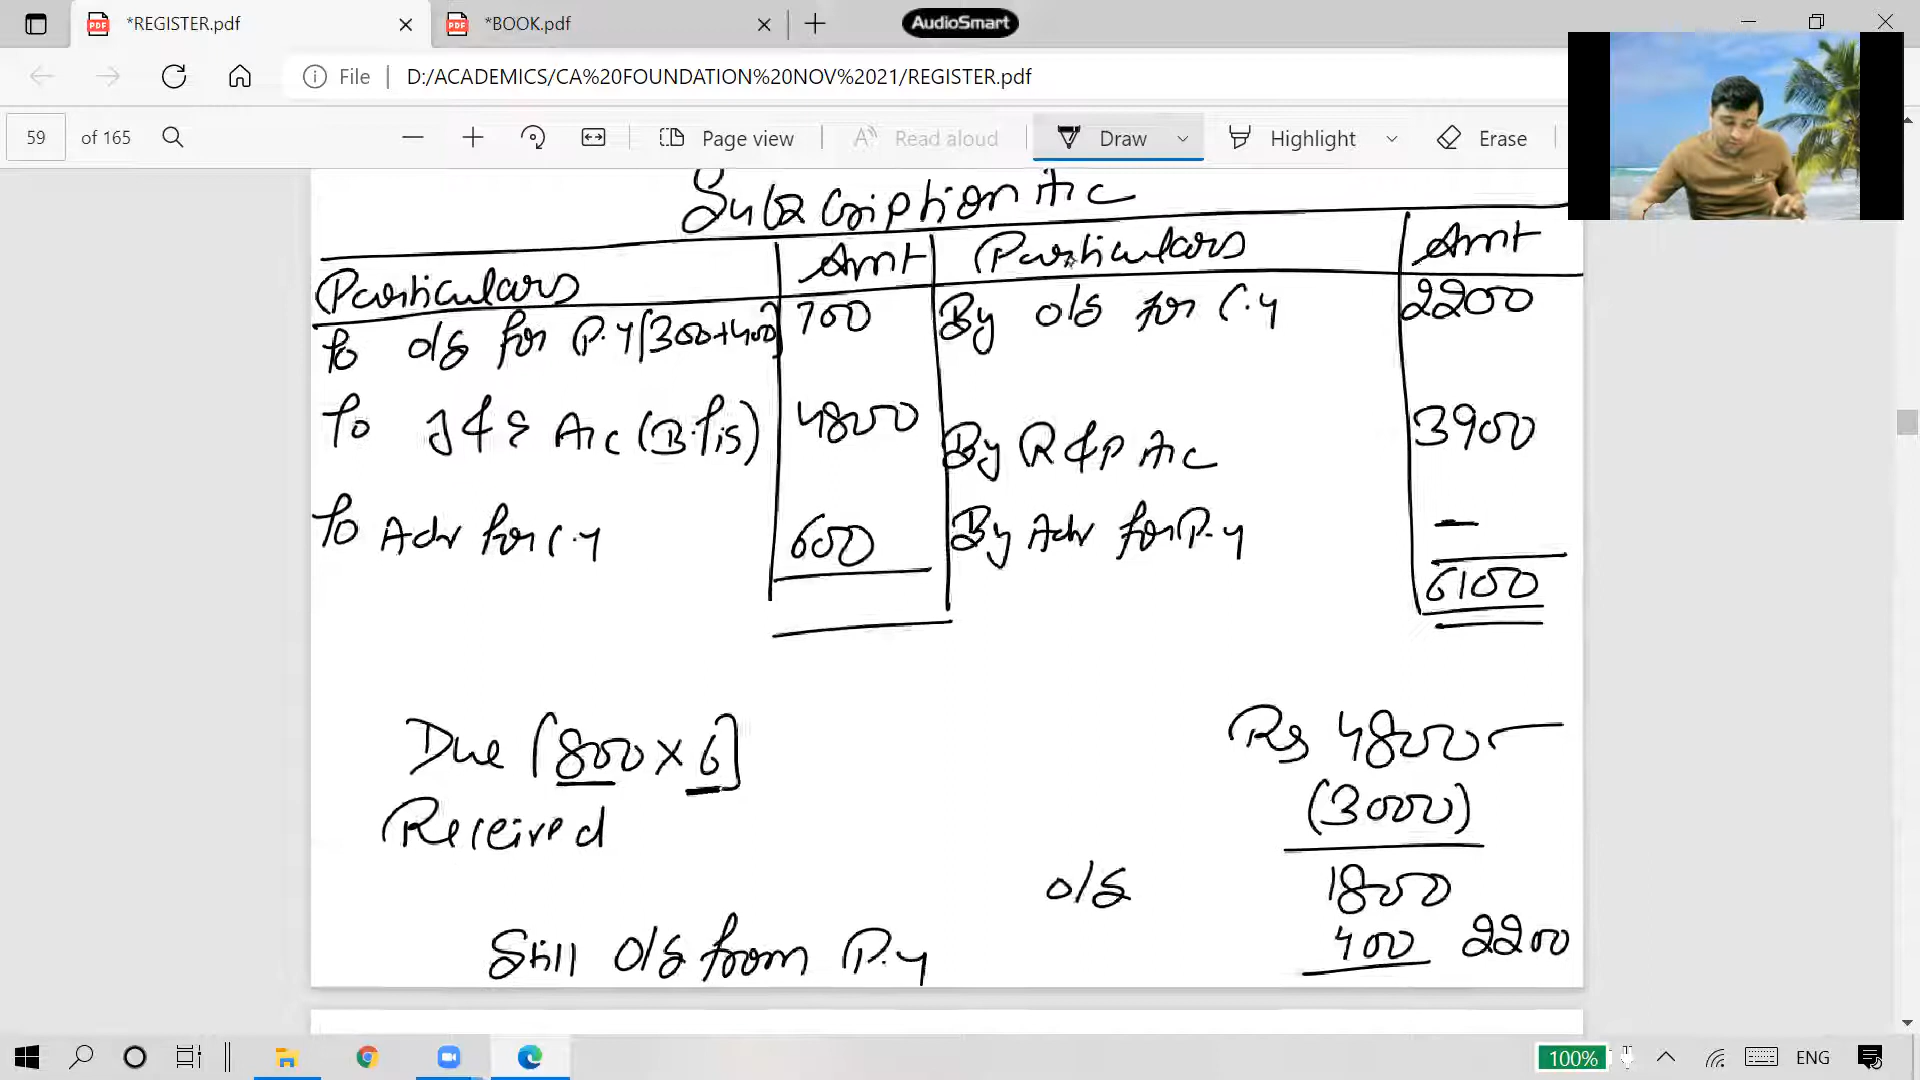 *REGISTER.pdf
*BOOK.pdf
AudioSmart
File D:/ACADEMICS/CA%20FOUNDATION%20NOV%2021/REGISTER.pdf
59 of 165 Page view Read aloud Draw Highlight Erase
Subscription A/c
Particulars Amt Particulars Amt
To o/s for P.Y(300+400) 700 By o/s for C.Y 2200
To I & E A/c (B.fig) 4800 By R & P A/c 3900
To Adv for C.Y 600 By Adv for P.Y —
6100
Due [800 × 6] Rs 4800
Received (3000)
o/s 1800
Still o/s from P.Y 400 2200
100% ENG